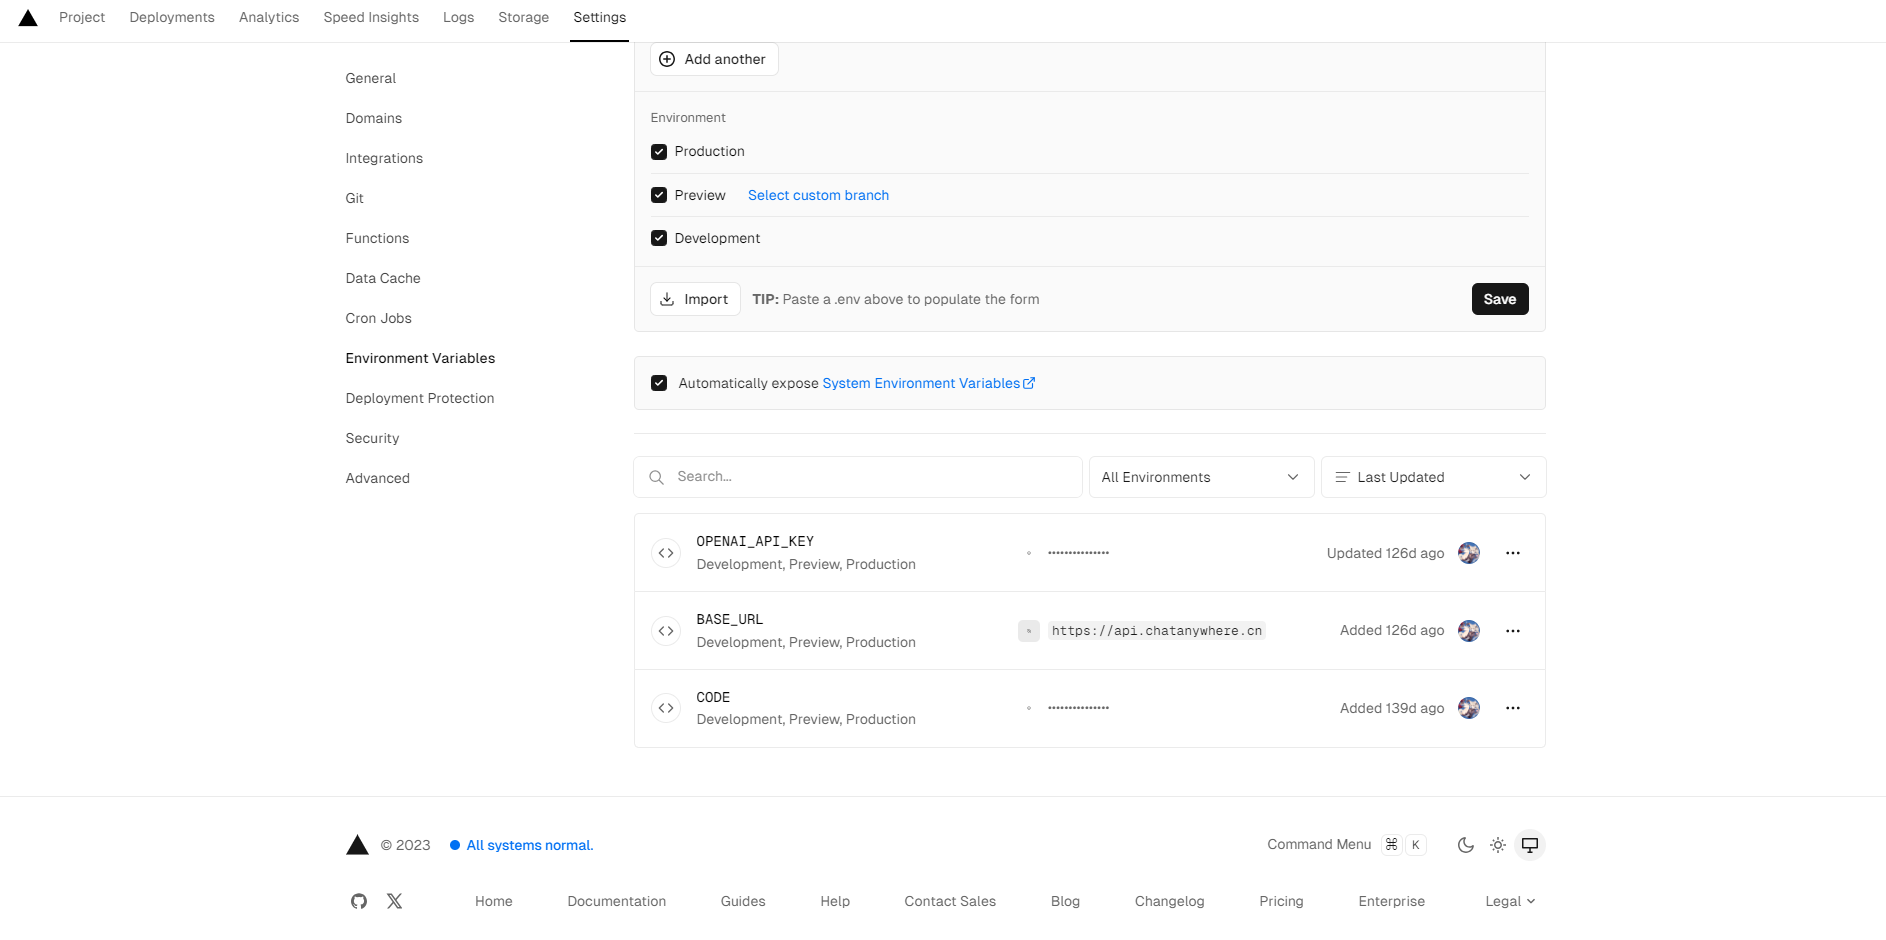 Project Deployments Analytics Speed Insights Logs Storage Settings
General
Domains
Integrations
Git
Functions
Data Cache
Cron Jobs
Environment Variables
Deployment Protection
Security
Advanced
Add another
Environment
Production
Preview Select custom branch
Development
Import TIP: Paste a .env above to populate the form Save
Automatically expose System Environment Variables
Search... All Environments Last Updated
OPENAI_API_KEY
Development, Preview, Production
••••••••••••••• Updated 126d ago
BASE_URL
Development, Preview, Production
https://api.chatanywhere.cn Added 126d ago
CODE
Development, Preview, Production
••••••••••••••• Added 139d ago
© 2023 All systems normal. Command Menu ⌘ K
Home Documentation Guides Help Contact Sales Blog Changelog Pricing Enterprise Legal